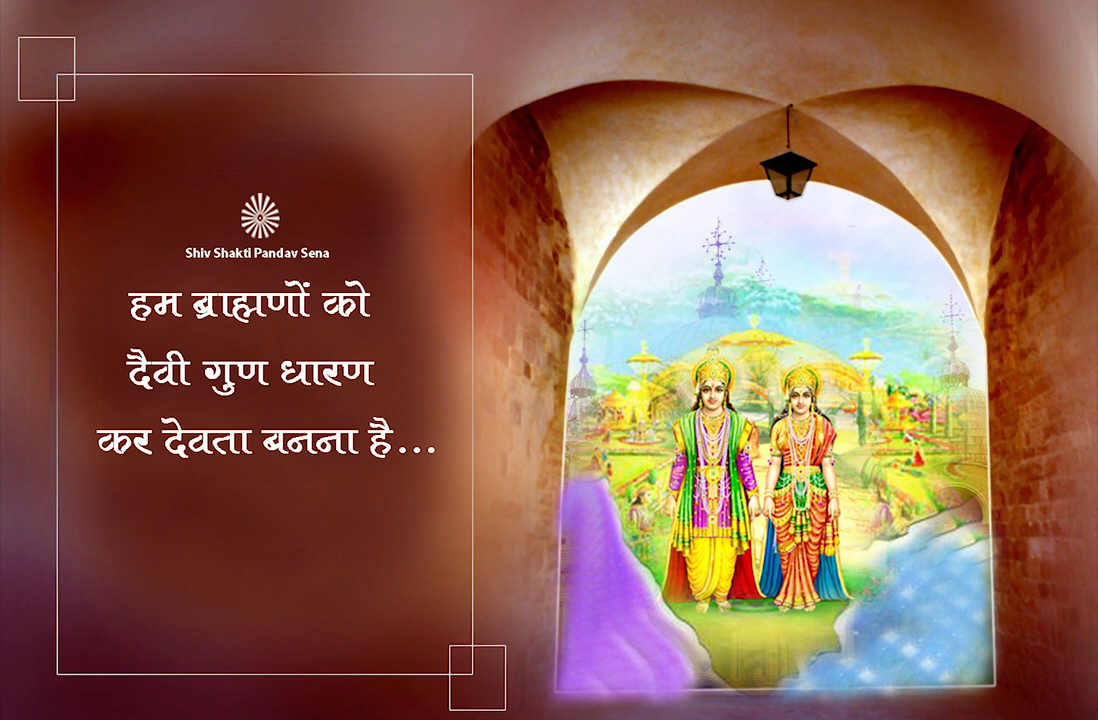 Shiv Shakti Pandav Sena
हम ब्राह्मणों को
दैवी गुण धारण
कर देवता बनना है...